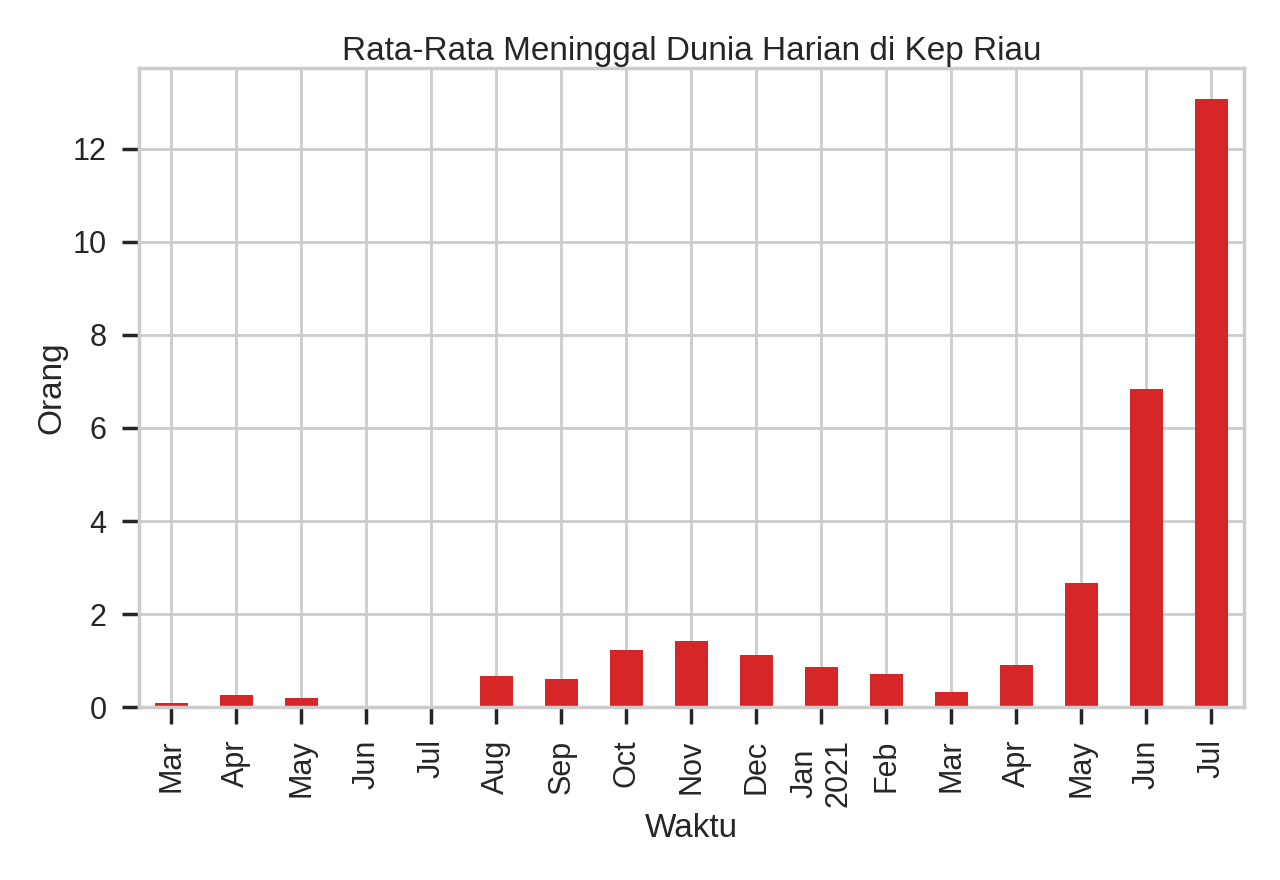 Rata-Rata Meninggal Dunia Harian di Kep Riau
12
10
8
6
4
2
0
Orang
Mar
Apr
May
Jun
Jul
Aug
Sep
Oct
Nov
Dec
Jan
2021
Feb
Mar
Apr
May
Jun
Jul
Waktu